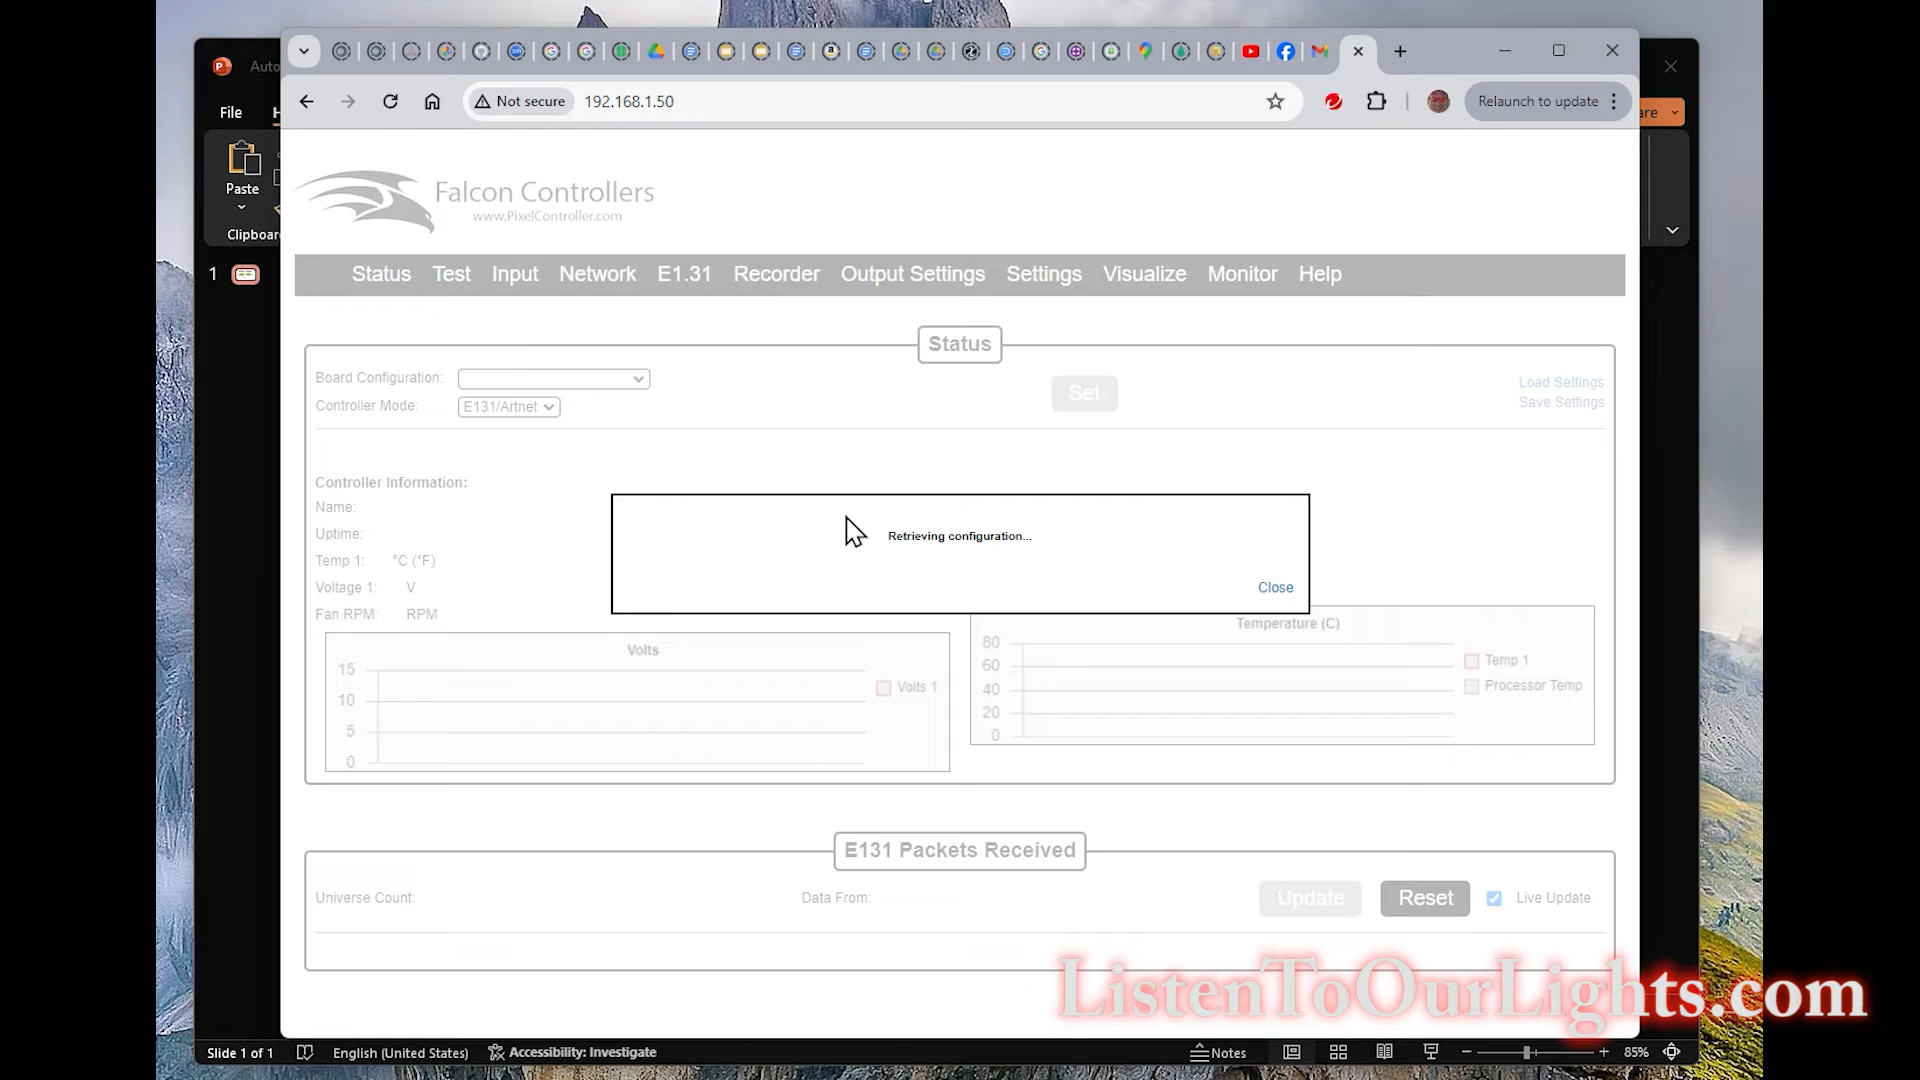 Auto
Not secure
192.168.1.50
Relaunch to update
File
H
are
Paste
Clipboar
1
Falcon Controllers
www.PixelController.com
Status Test Input Network E1.31 Recorder Output Settings Settings Visualize Monitor Help
Status
Board Configuration:
Controller Mode: E131/Artnet
Set
Load Settings
Save Settings
Controller Information:
Name:
Uptime:
Temp 1: °C (°F)
Voltage 1: V
Fan RPM: RPM
Retrieving configuration...
Close
Volts
15
10
5
0
Volts 1
Temperature (C)
80
60
40
20
0
Temp 1
Processor Temp
E131 Packets Received
Universe Count:
Data From:
Update
Reset
Live Update
ListenToOurLights.com
Slide 1 of 1
English (United States)
Accessibility: Investigate
Notes
85%